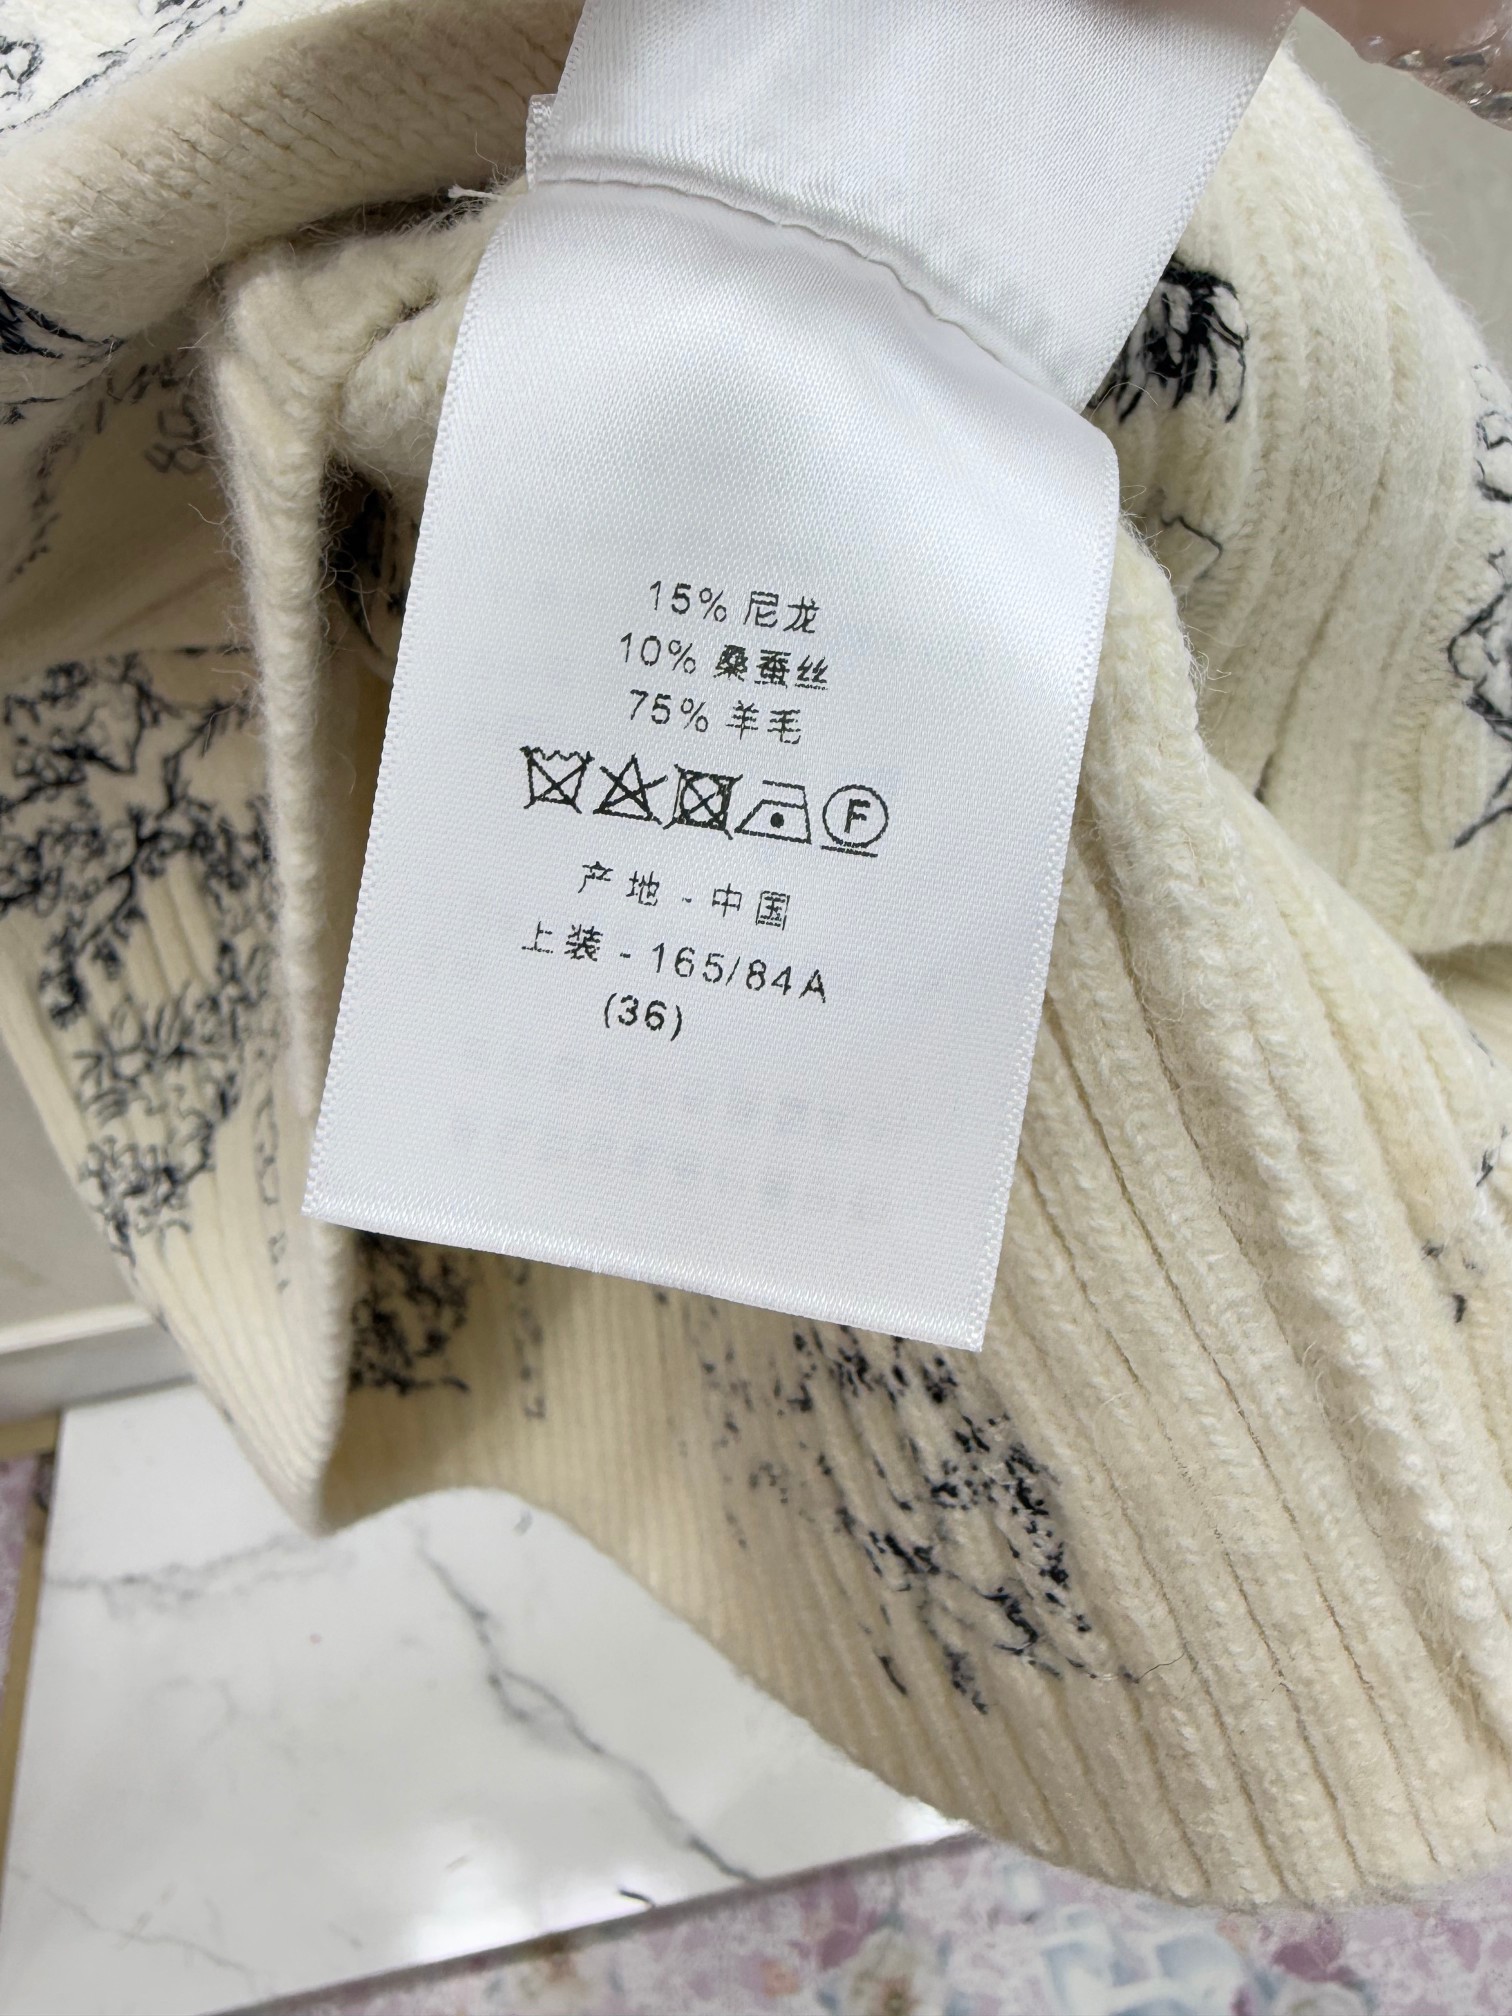 15% 尼龙
10% 桑蚕丝
75% 羊毛
F
产地 - 中国
上装 - 165/84A
(36)